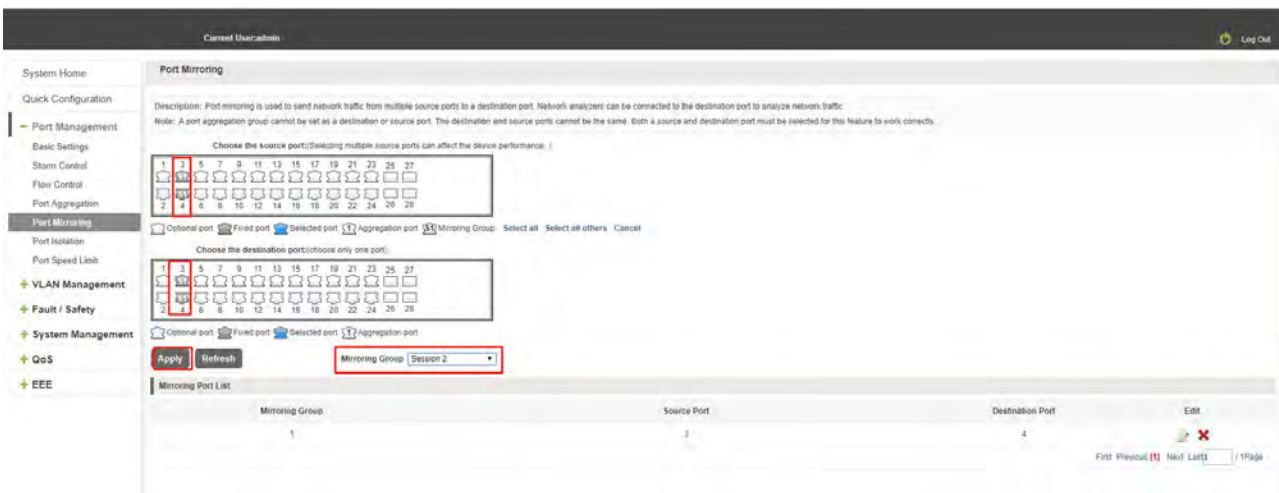 Current User:admin
Log Out
System Home
Quick Configuration
Port Management
Basic Settings
Storm Control
Flow Control
Port Aggregation
Port Mirroring
Port Isolation
Port Speed Limit
VLAN Management
Fault / Safety
System Management
QoS
EEE
Port Mirroring
Description: Port mirroring is used to send network traffic from multiple source ports to a destination port. Network analyzers can be connected to the destination port to analyze network traffic.
Note: A port aggregation group cannot be set as a destination or source port. The destination and source ports cannot be the same. Both a source and destination port must be selected for this feature to work correctly.
Choose the source port:(Selecting multiple source ports can affect the device performance. )
1 3 5 7 9 11 13 15 17 19 21 23 25 27
2 4 6 8 10 12 14 16 18 20 22 24 26 28
Optional port Fixed port Selected port 1 Aggregation port S1 Mirroring Group Select all Select all others Cancel
Choose the destination port:(choose only one port)
1 3 5 7 9 11 13 15 17 19 21 23 25 27
2 4 6 8 10 12 14 16 18 20 22 24 26 28
Optional port Fixed port Selected port 1 Aggregation port
Apply Refresh Mirroring Group Session 2
Mirroring Port List
Mirroring Group Source Port Destination Port Edit
1 3 4
First Previous [1] Next Last 1 / 1Page